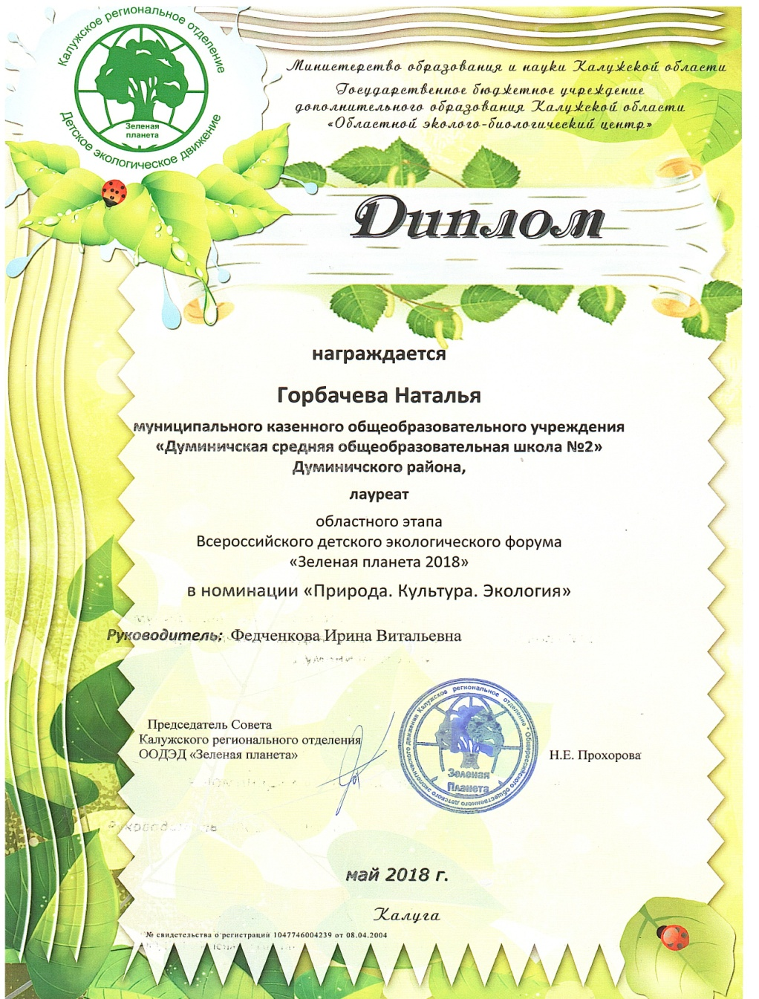 Калужское региональное отделение
Зеленая
планета
Детское экологическое движение
Министерство образования и науки Калужской области
Государственное бюджетное учреждение
дополнительного образования Калужской области
«Областной эколого-биологический центр»
Диплом
награждается
Горбачева Наталья
муниципального казенного общеобразовательного учреждения
«Думиничская средняя общеобразовательная школа №2»
Думиничского района,
лауреат
областного этапа
Всероссийского детского экологического форума
«Зеленая планета 2018»
в номинации «Природа. Культура. Экология»
Руководитель: Федченкова Ирина Витальевна
Председатель Совета
Калужского регионального отделения
ООДЭД «Зеленая планета»
Калужское региональное отделение * Общероссийского общественного детского экологического движения
Зеленая
Планета
Н.Е. Прохорова
Руководитель
май 2018 г.
Калуга
№ свидетельства о регистраций 1047746004239 от 08.04.2004